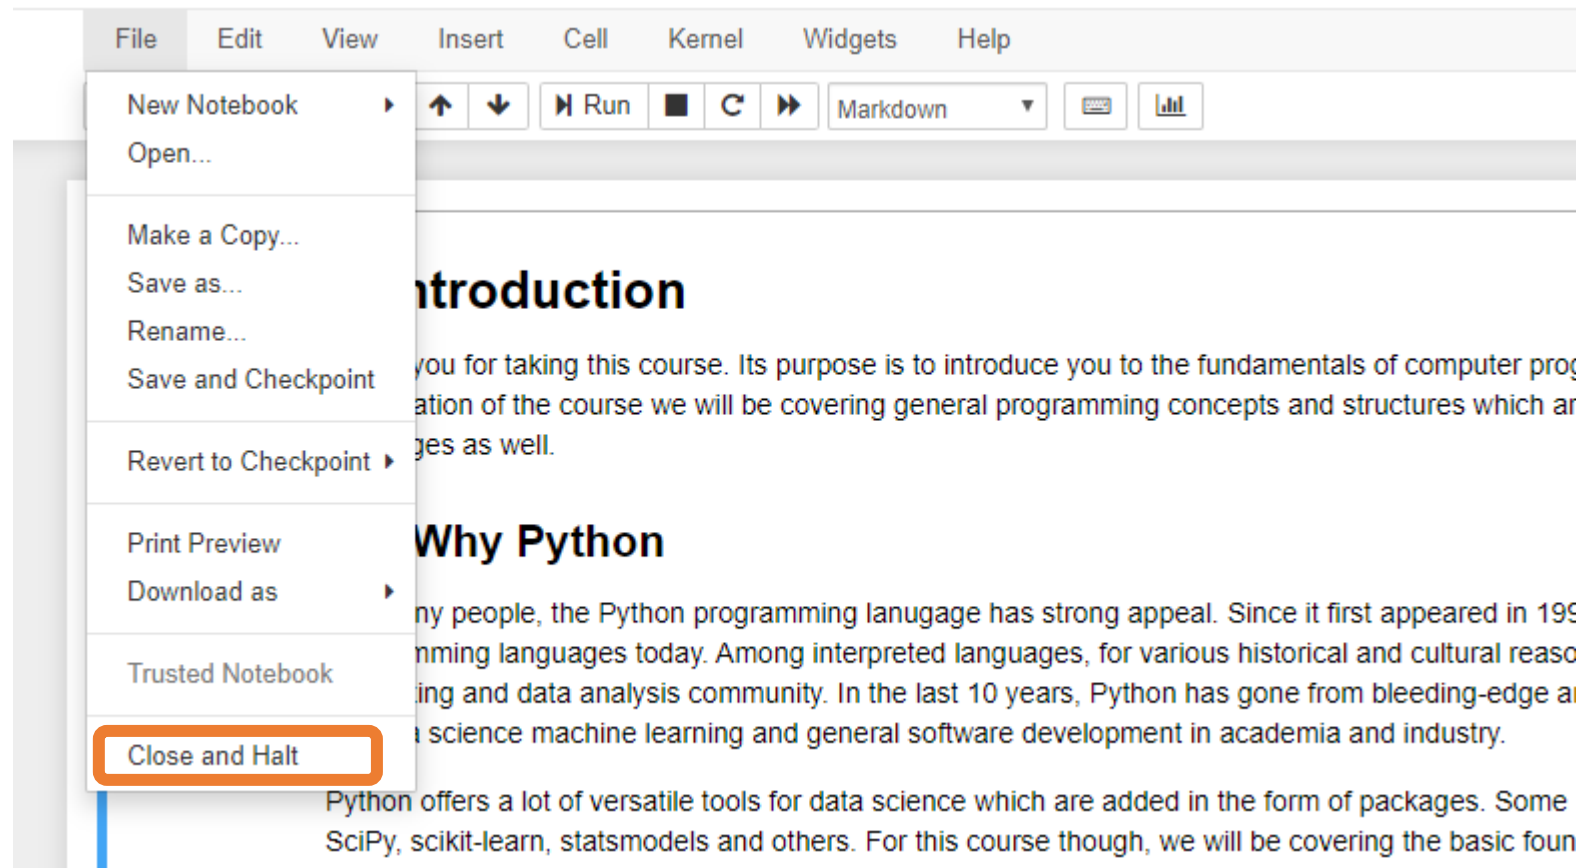 File Edit View Insert Cell Kernel Widgets Help
New Notebook
Run
Markdown
Open...
Make a Copy...
Save as...
Rename...
Save and Checkpoint
Revert to Checkpoint
Print Preview
Download as
Trusted Notebook
Close and Halt
ntroduction
you for taking this course. Its purpose is to introduce you to the fundamentals of computer prog
ation of the course we will be covering general programming concepts and structures which ar
ges as well.
Why Python
ny people, the Python programming lanugage has strong appeal. Since it first appeared in 199
mming languages today. Among interpreted languages, for various historical and cultural reaso
ing and data analysis community. In the last 10 years, Python has gone from bleeding-edge a
science machine learning and general software development in academia and industry.
Python offers a lot of versatile tools for data science which are added in the form of packages. Some
SciPy, scikit-learn, statsmodels and others. For this course though, we will be covering the basic foun